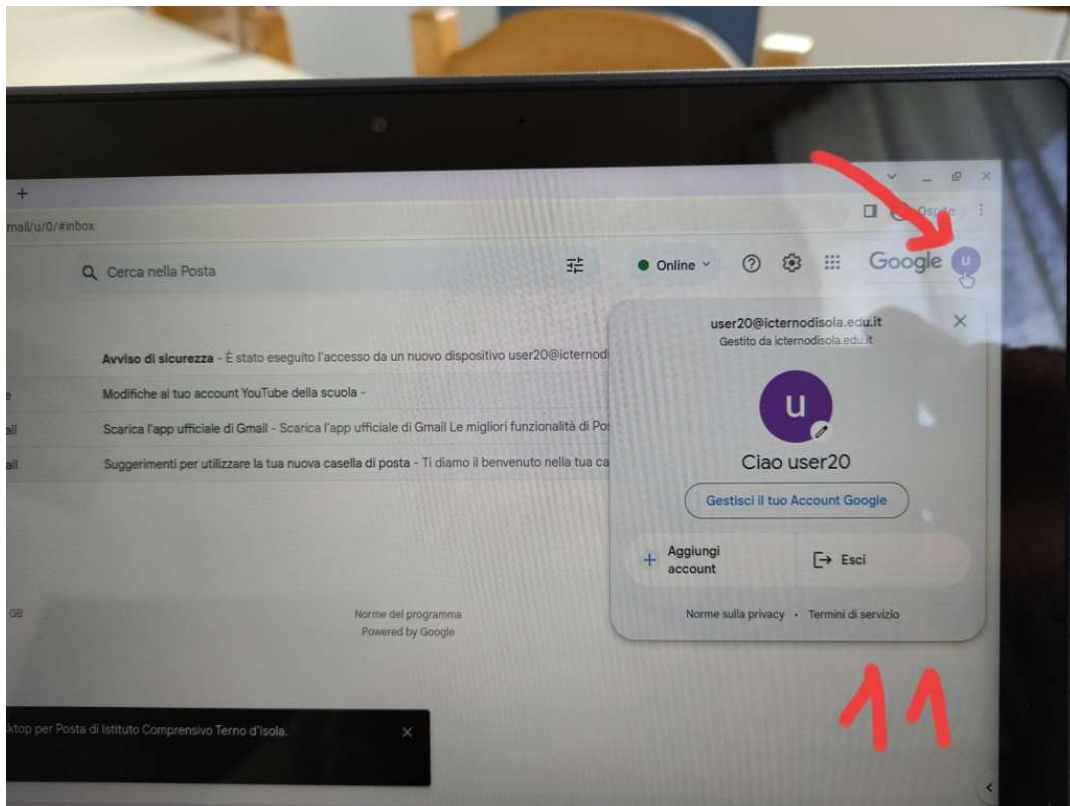 +
mail/u/0/#inbox
Ospite
Cerca nella Posta
Online
Google
u
user20@icternodisola.edu.it
Gestito da icternodisola.edu.it
Avviso di sicurezza - È stato eseguito l'accesso da un nuovo dispositivo user20@icternodi
Modifiche al tuo account YouTube della scuola -
ail
Scarica l'app ufficiale di Gmail - Scarica l'app ufficiale di Gmail Le migliori funzionalità di Po
ail
Suggerimenti per utilizzare la tua nuova casella di posta - Ti diamo il benvenuto nella tua ca
u
Ciao user20
Gestisci il tuo Account Google
+ Aggiungi
account
Esci
Norme sulla privacy • Termini di servizio
GB
Norme del programma
Powered by Google
11
ktop per Posta di Istituto Comprensivo Terno d'Isola.